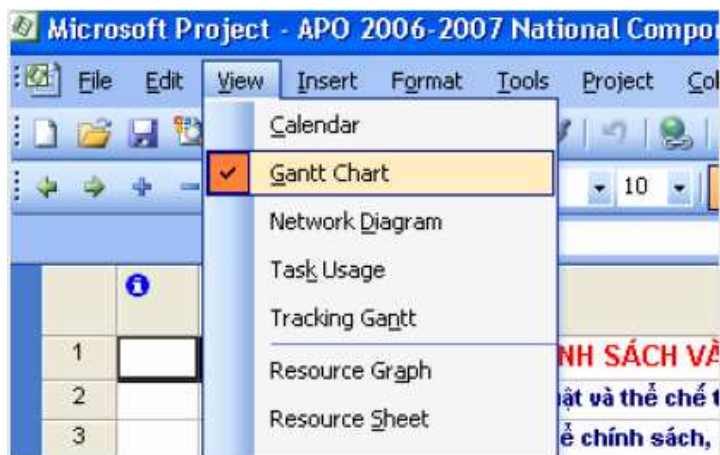 Microsoft Project - APO 2006-2007 National
File Edit View Insert Format Tools Project
Calendar
Gantt Chart
10
Network Diagram
Task Usage
Tracking Gantt
1
NH SÁCH VÀ
Resource Graph
2
ật và thể chế t
Resource Sheet
3
ể chính sách,